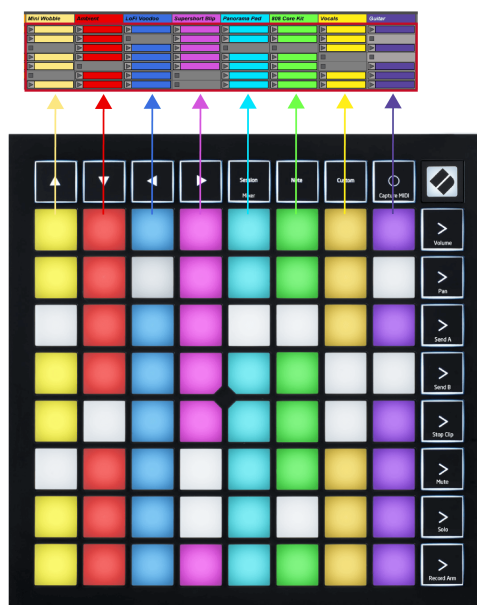 Mini Wobble Ambient LoFi Voodoo Supershort Blip Panorama Pad 808 Core Kit Vocals Guitar
Session Note Custom
Mixer Capture MIDI
Volume
Pan
Send A
Send B
Stop Clip
Mute
Solo
Record Arm